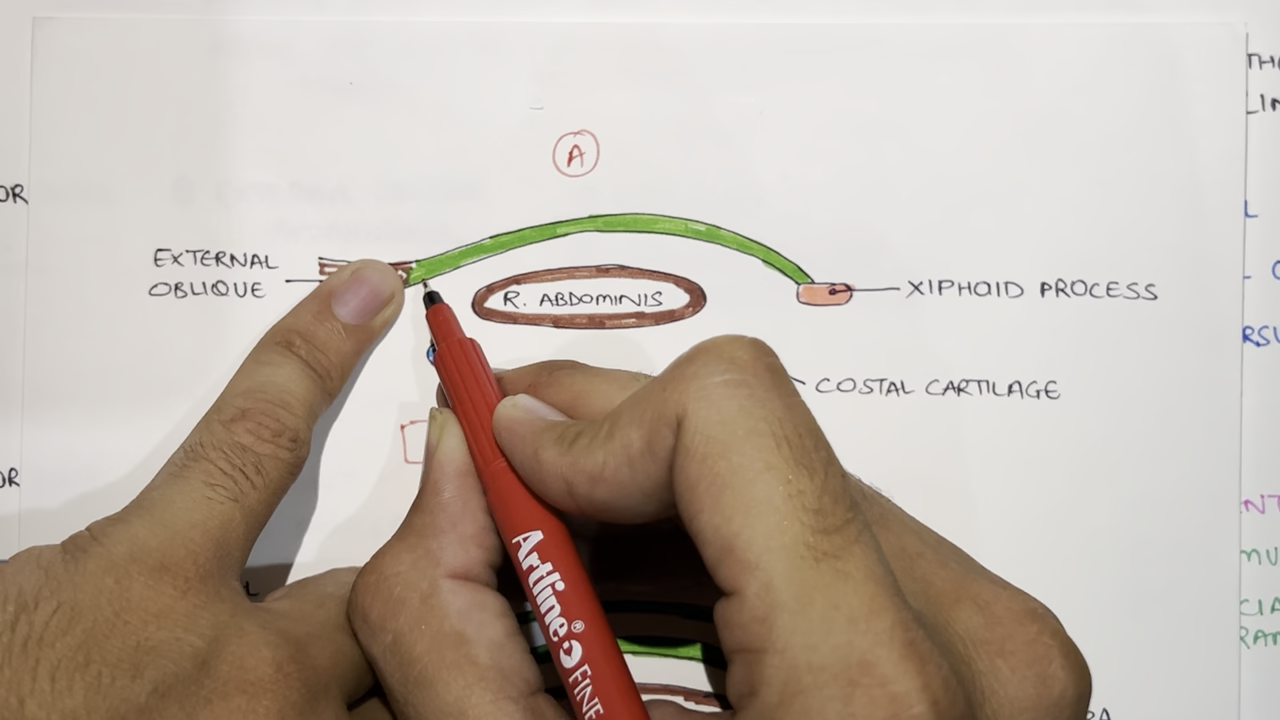 A
EXTERNAL
OBLIQUE
R. ABDOMINIS
XIPHOID PROCESS
COSTAL CARTILAGE
Artline®
FINE